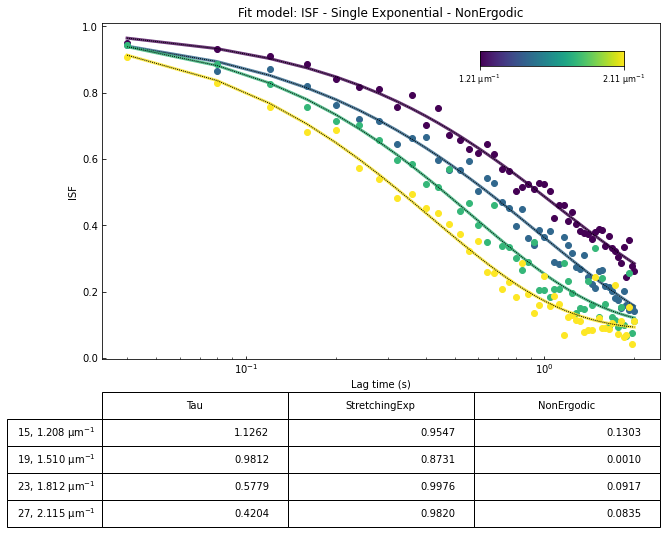 Fit model: ISF - Single Exponential - NonErgodic
1.0
0.8
0.6
0.4
0.2
0.0
ISF
1.21 µm⁻¹ 2.11 µm⁻¹
10⁻¹ 10⁰
Lag time (s)
Tau StretchingExp NonErgodic
15, 1.208 µm⁻¹ 1.1262 0.9547 0.1303
19, 1.510 µm⁻¹ 0.9812 0.8731 0.0010
23, 1.812 µm⁻¹ 0.5779 0.9976 0.0917
27, 2.115 µm⁻¹ 0.4204 0.9820 0.0835